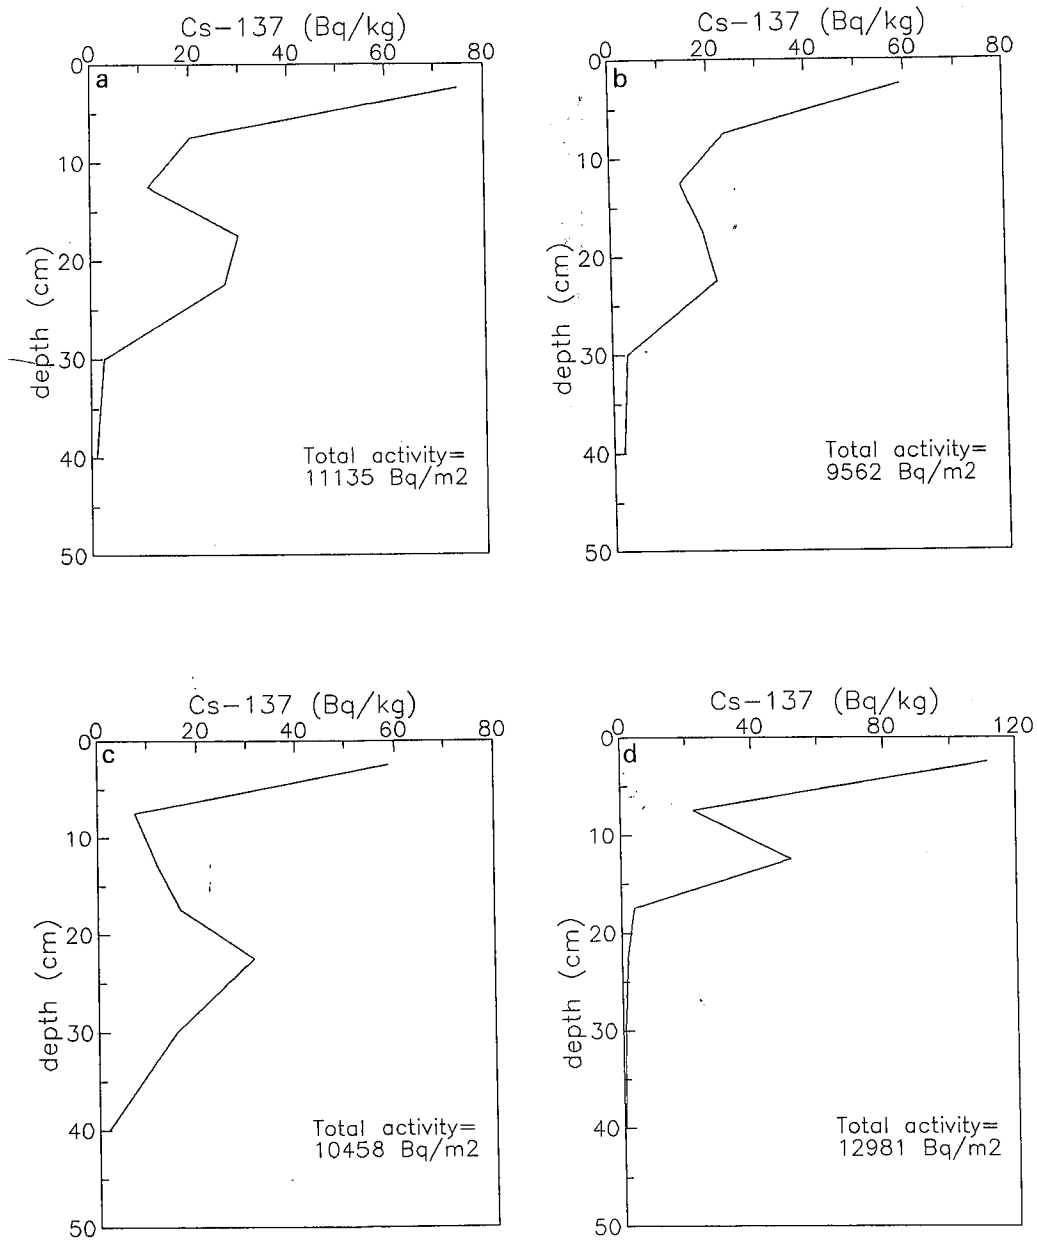 Cs-137 (Bq/kg)
0 20 40 60 80
0
a
10
20
30
40
50
depth (cm)
Total activity=
11135 Bq/m2
Cs-137 (Bq/kg)
0 20 40 60 80
0
b
10
20
30
40
50
depth (cm)
Total activity=
9562 Bq/m2
Cs-137 (Bq/kg)
0 20 40 60 80
0
c
10
20
30
40
50
depth (cm)
Total activity=
10458 Bq/m2
Cs-137 (Bq/kg)
0 40 80 120
0
d
10
20
30
40
50
depth (cm)
Total activity=
12981 Bq/m2